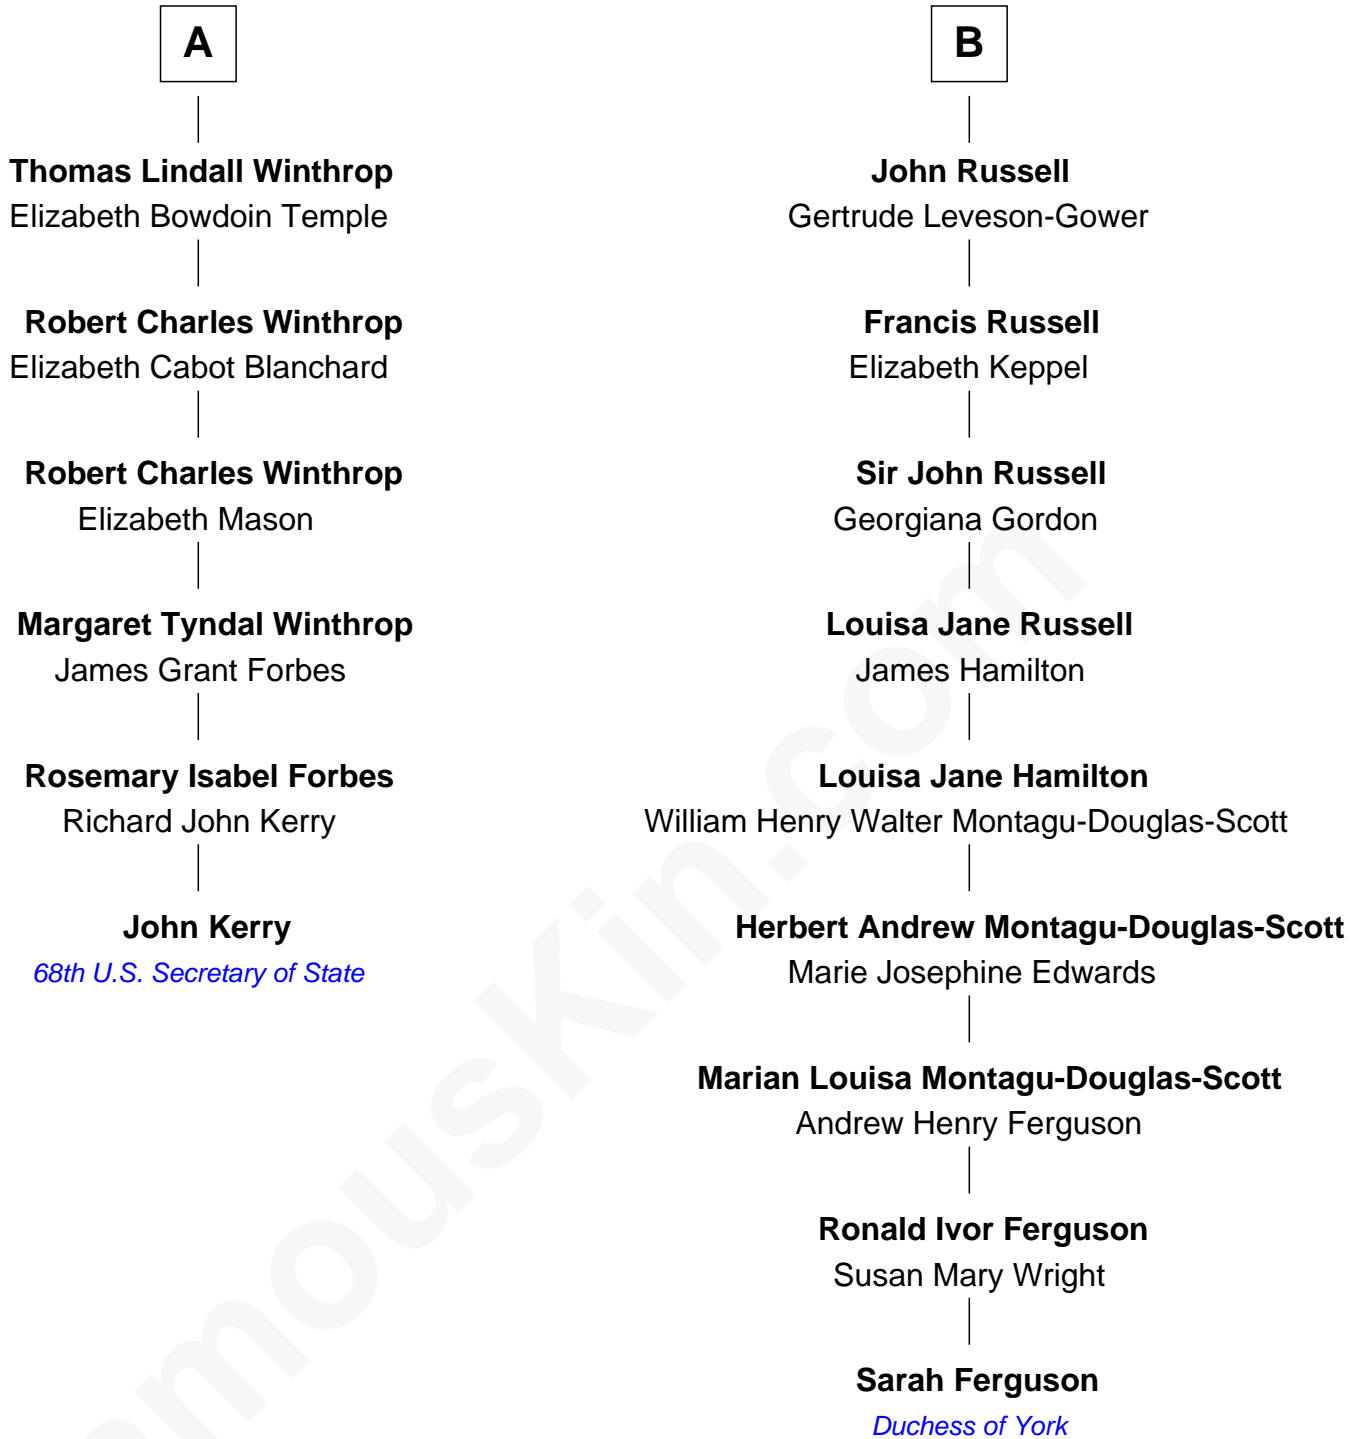 A
Thomas Lindall Winthrop
Elizabeth Bowdoin Temple
Robert Charles Winthrop
Elizabeth Cabot Blanchard
Robert Charles Winthrop
Elizabeth Mason
Margaret Tyndal Winthrop
James Grant Forbes
Rosemary Isabel Forbes
Richard John Kerry
John Kerry
68th U.S. Secretary of State
B
John Russell
Gertrude Leveson-Gower
Francis Russell
Elizabeth Keppel
Sir John Russell
Georgiana Gordon
Louisa Jane Russell
James Hamilton
Louisa Jane Hamilton
William Henry Walter Montagu-Douglas-Scott
Herbert Andrew Montagu-Douglas-Scott
Marie Josephine Edwards
Marian Louisa Montagu-Douglas-Scott
Andrew Henry Ferguson
Ronald Ivor Ferguson
Susan Mary Wright
Sarah Ferguson
Duchess of York
amousKin.com